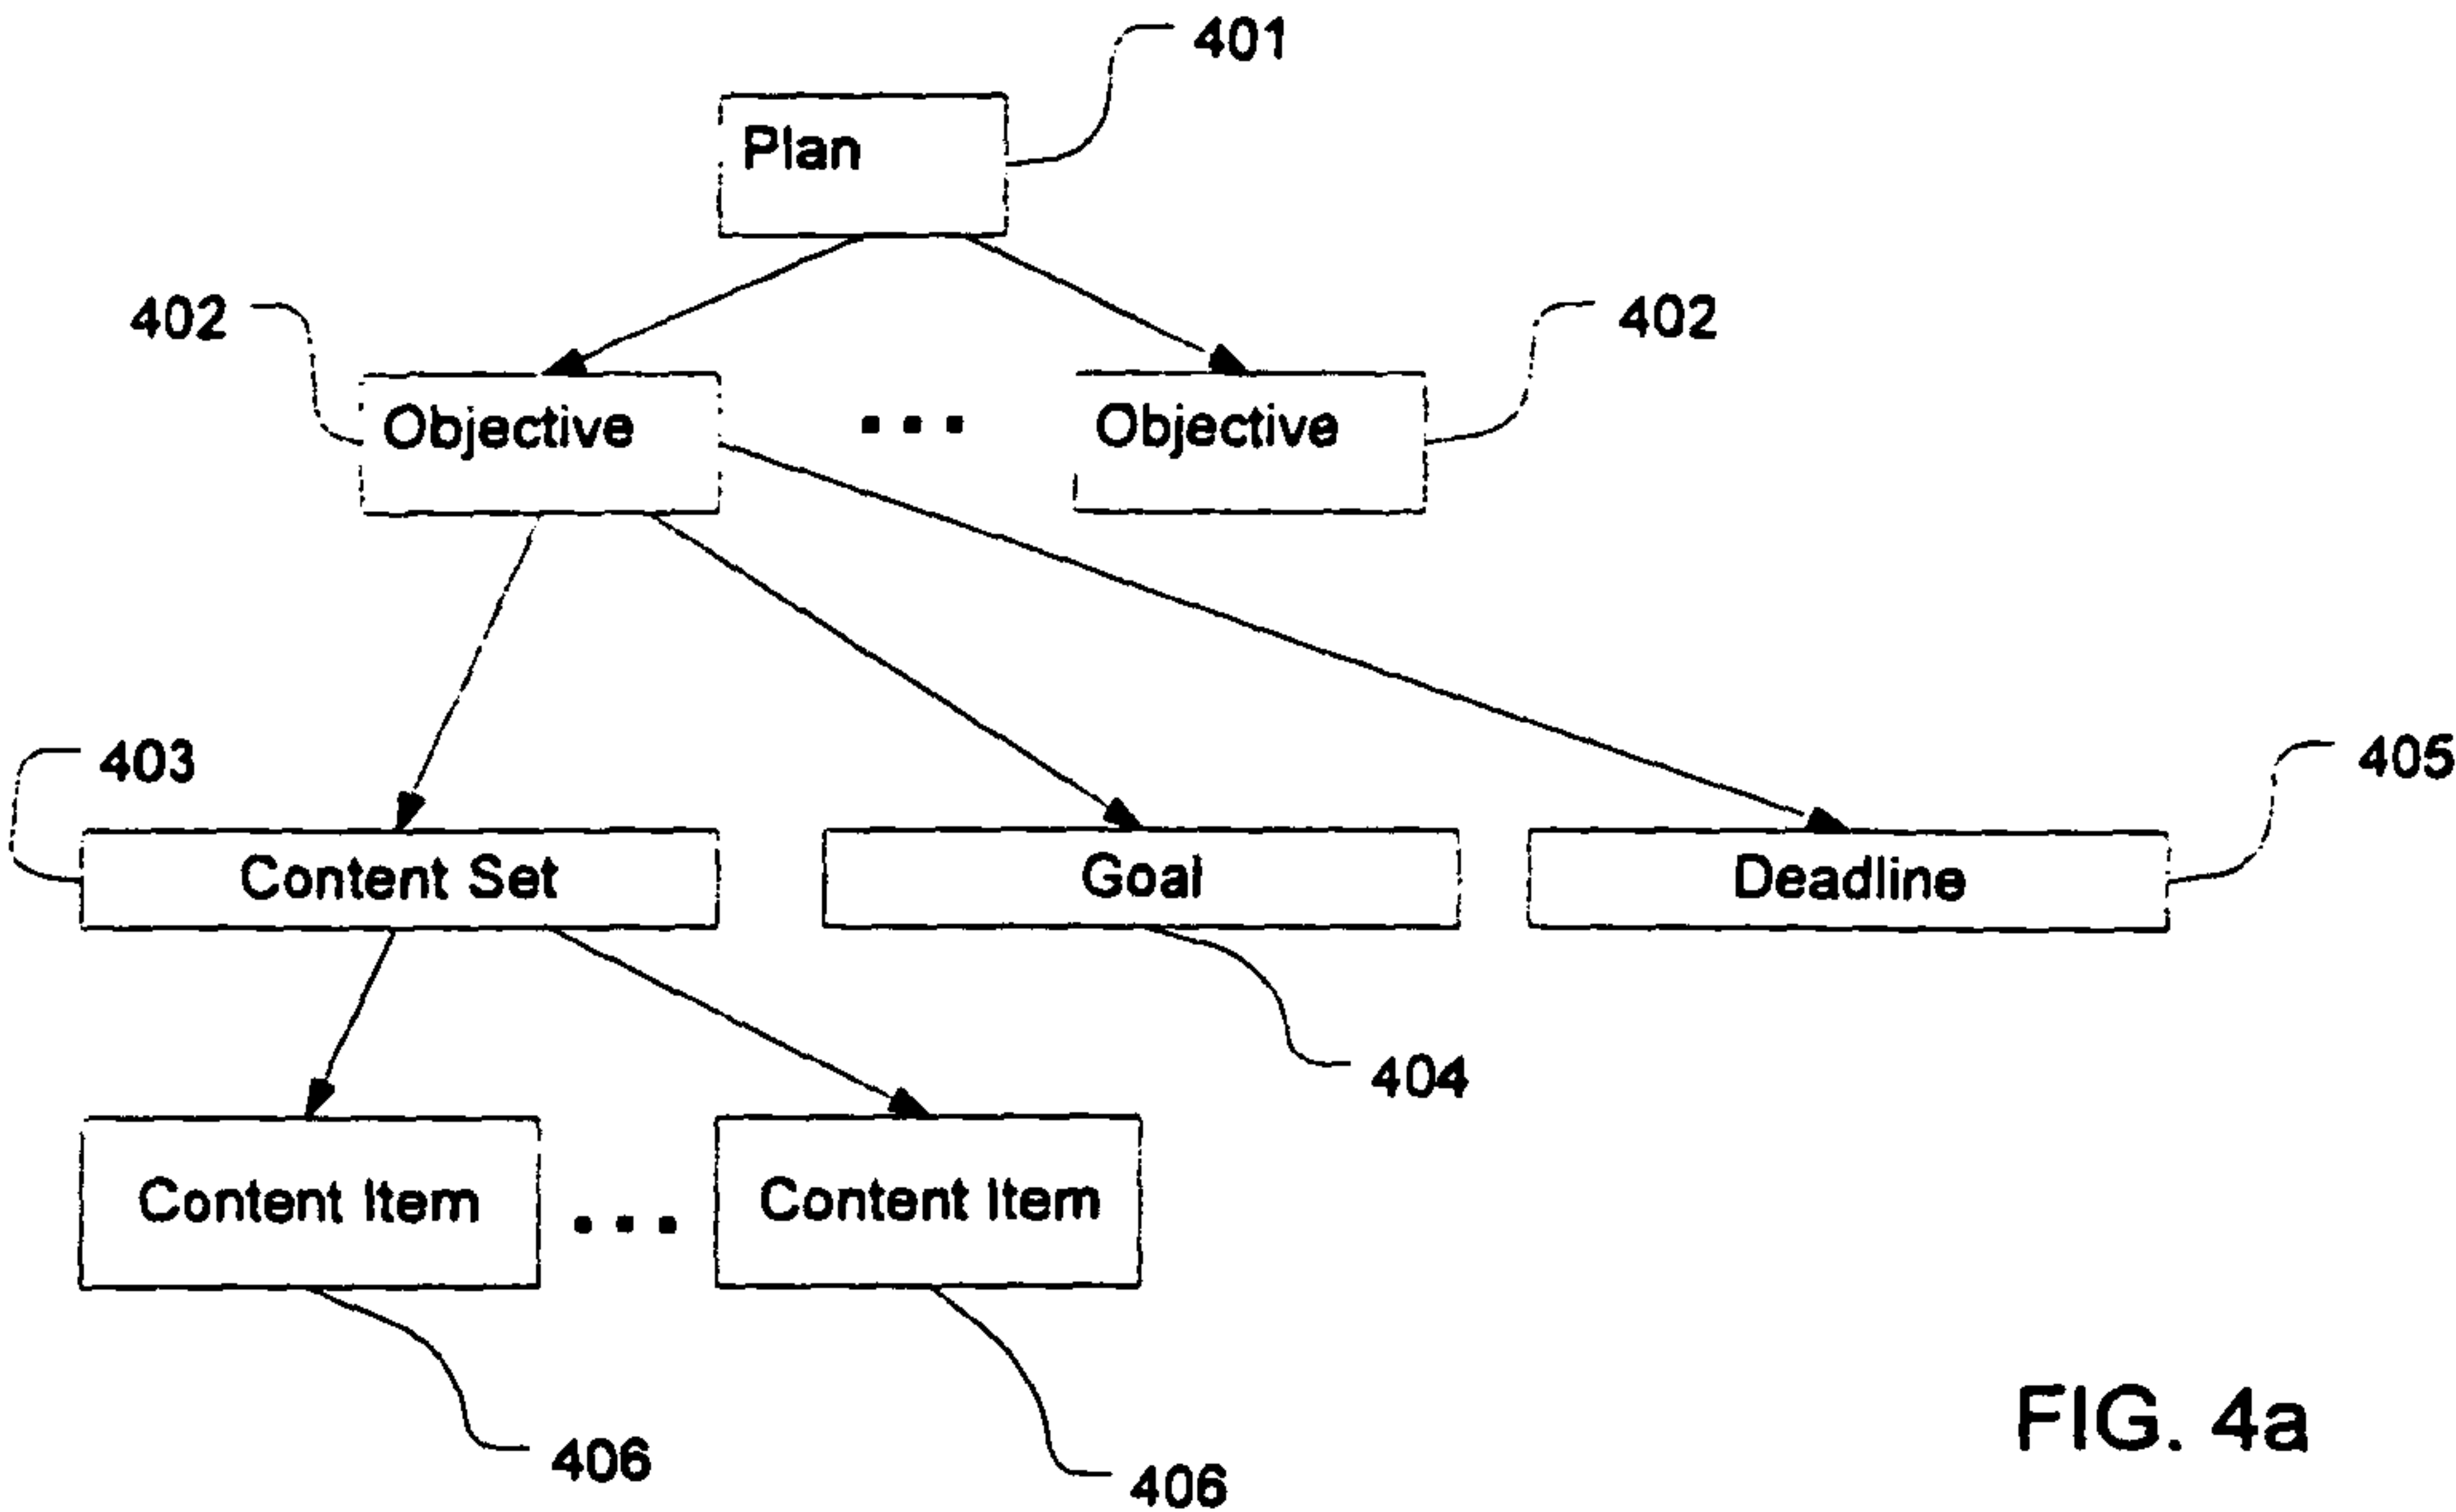 401
Plan
402
402
Objective
...
Objective
403
405
Content Set
Goal
Deadline
404
Content Item
...
Content Item
406
406
FIG. 4a